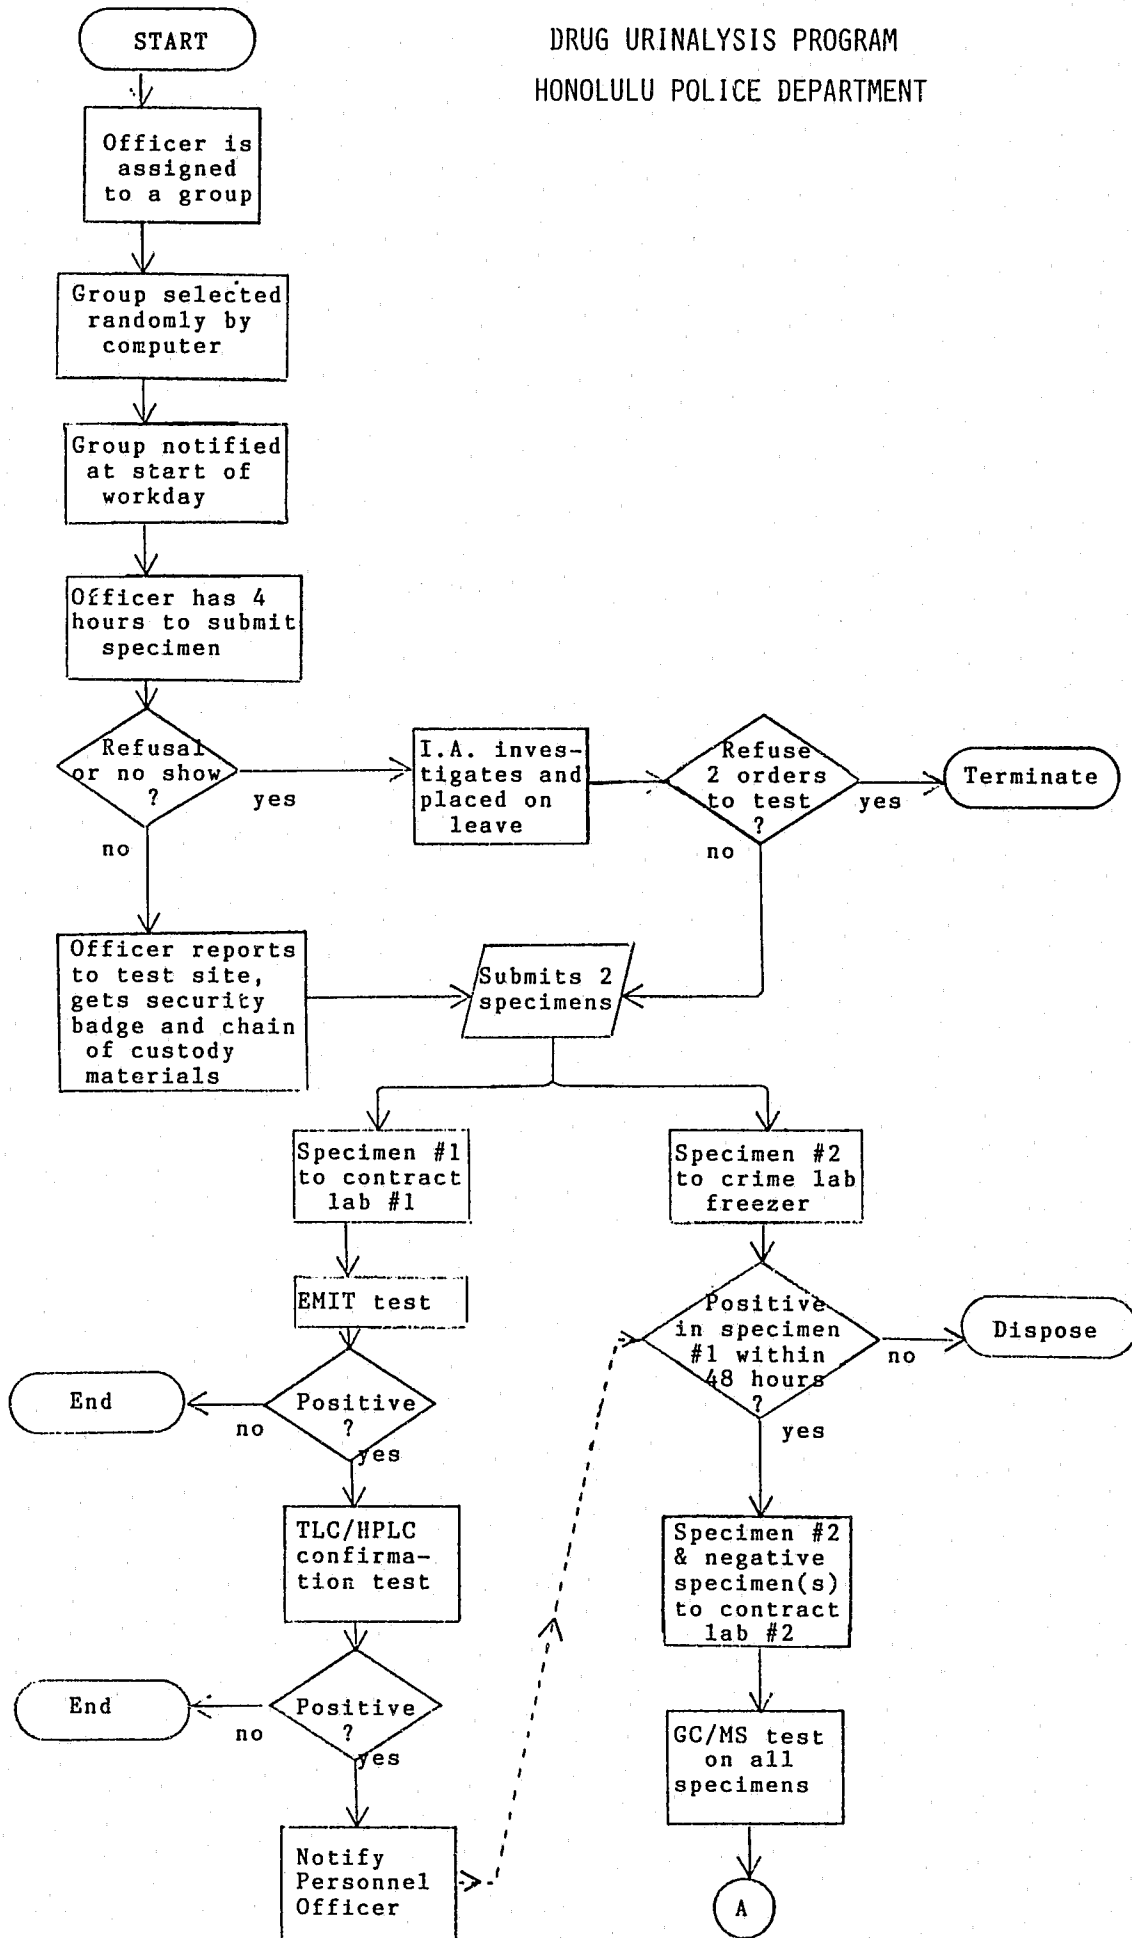 START
DRUG URINALYSIS PROGRAM
HONOLULU POLICE DEPARTMENT
Officer is
assigned
to a group
Group selected
randomly by
computer
Group notified
at start of
workday
Officer has 4
hours to submit
specimen
Refusal
or no show
?
yes
no
I.A. inves-
tigates and
placed on
leave
Refuse
2 orders
to test
?
yes
no
Terminate
Officer reports
to test site,
gets security
badge and chain
of custody
materials
Submits 2
specimens
Specimen #1
to contract
lab #1
Specimen #2
to crime lab
freezer
EMIT test
Positive
in specimen
#1 within
48 hours
?
no
yes
Dispose
End
no
Positive
?
yes
TLC/HPLC
confirma-
tion test
Specimen #2
& negative
specimen(s)
to contract
lab #2
End
no
Positive
?
yes
GC/MS test
on all
specimens
Notify
Personnel
Officer
A